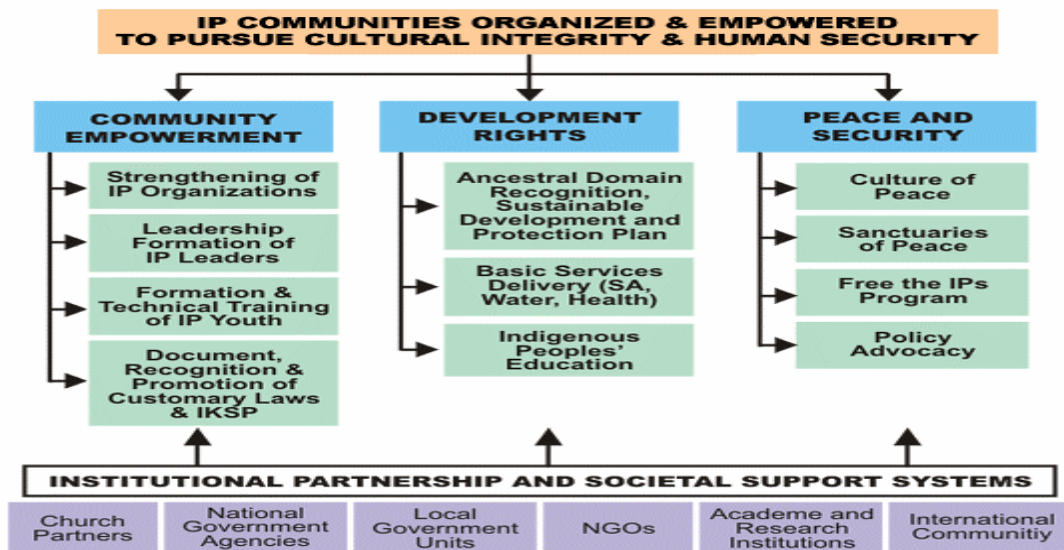 IP COMMUNITIES ORGANIZED & EMPOWERED
TO PURSUE CULTURAL INTEGRITY & HUMAN SECURITY
COMMUNITY
EMPOWERMENT
Strengthening of
IP Organizations
Leadership
Formation of
IP Leaders
Formation &
Technical Training
of IP Youth
Document,
Recognition &
Promotion of
Customary Laws
& IKSP
DEVELOPMENT
RIGHTS
Ancestral Domain
Recognition,
Sustainable
Development and
Protection Plan
Basic Services
Delivery (SA,
Water, Health)
Indigenous
Peoples'
Education
PEACE AND
SECURITY
Culture of
Peace
Sanctuaries
of Peace
Free the IPs
Program
Policy
Advocacy
INSTITUTIONAL PARTNERSHIP AND SOCIETAL SUPPORT SYSTEMS
Church
Partners
National
Government
Agencies
Local
Government
Units
NGOs
Academe and
Research
Institutions
International
Communitiy